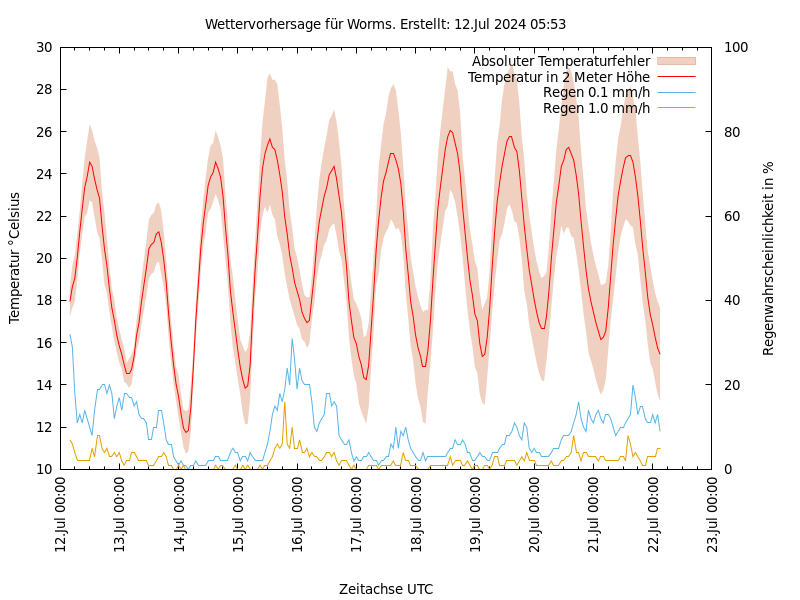 Wettervorhersage für Worms. Erstellt: 12.Jul 2024 05:53
Absoluter Temperaturfehler
Temperatur in 2 Meter Höhe
Regen 0.1 mm/h
Regen 1.0 mm/h
Temperatur °Celsius
30
28
26
24
22
20
18
16
14
12
10
Regenwahrscheinlichkeit in %
100
80
60
40
20
0
12.Jul 00:00
13.Jul 00:00
14.Jul 00:00
15.Jul 00:00
16.Jul 00:00
17.Jul 00:00
18.Jul 00:00
19.Jul 00:00
20.Jul 00:00
21.Jul 00:00
22.Jul 00:00
23.Jul 00:00
Zeitachse UTC